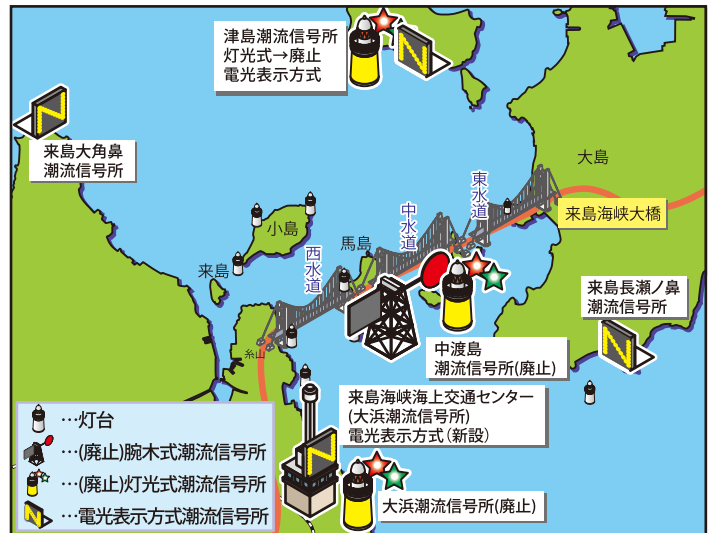 津島潮流信号所
灯光式→廃止
電光表示方式
N
N
来島大角鼻
潮流信号所
大島
東水道
来島海峡大橋
中水道
小島
馬島
西水道
来島
来島長瀬ノ鼻
潮流信号所
N
中渡島
潮流信号所(廃止)
糸山
来島海峡海上交通センター
(大浜潮流信号所)
電光表示方式(新設)
N
大浜潮流信号所(廃止)
…灯台
…(廃止)腕木式潮流信号所
…(廃止)灯光式潮流信号所
N
…電光表示方式潮流信号所